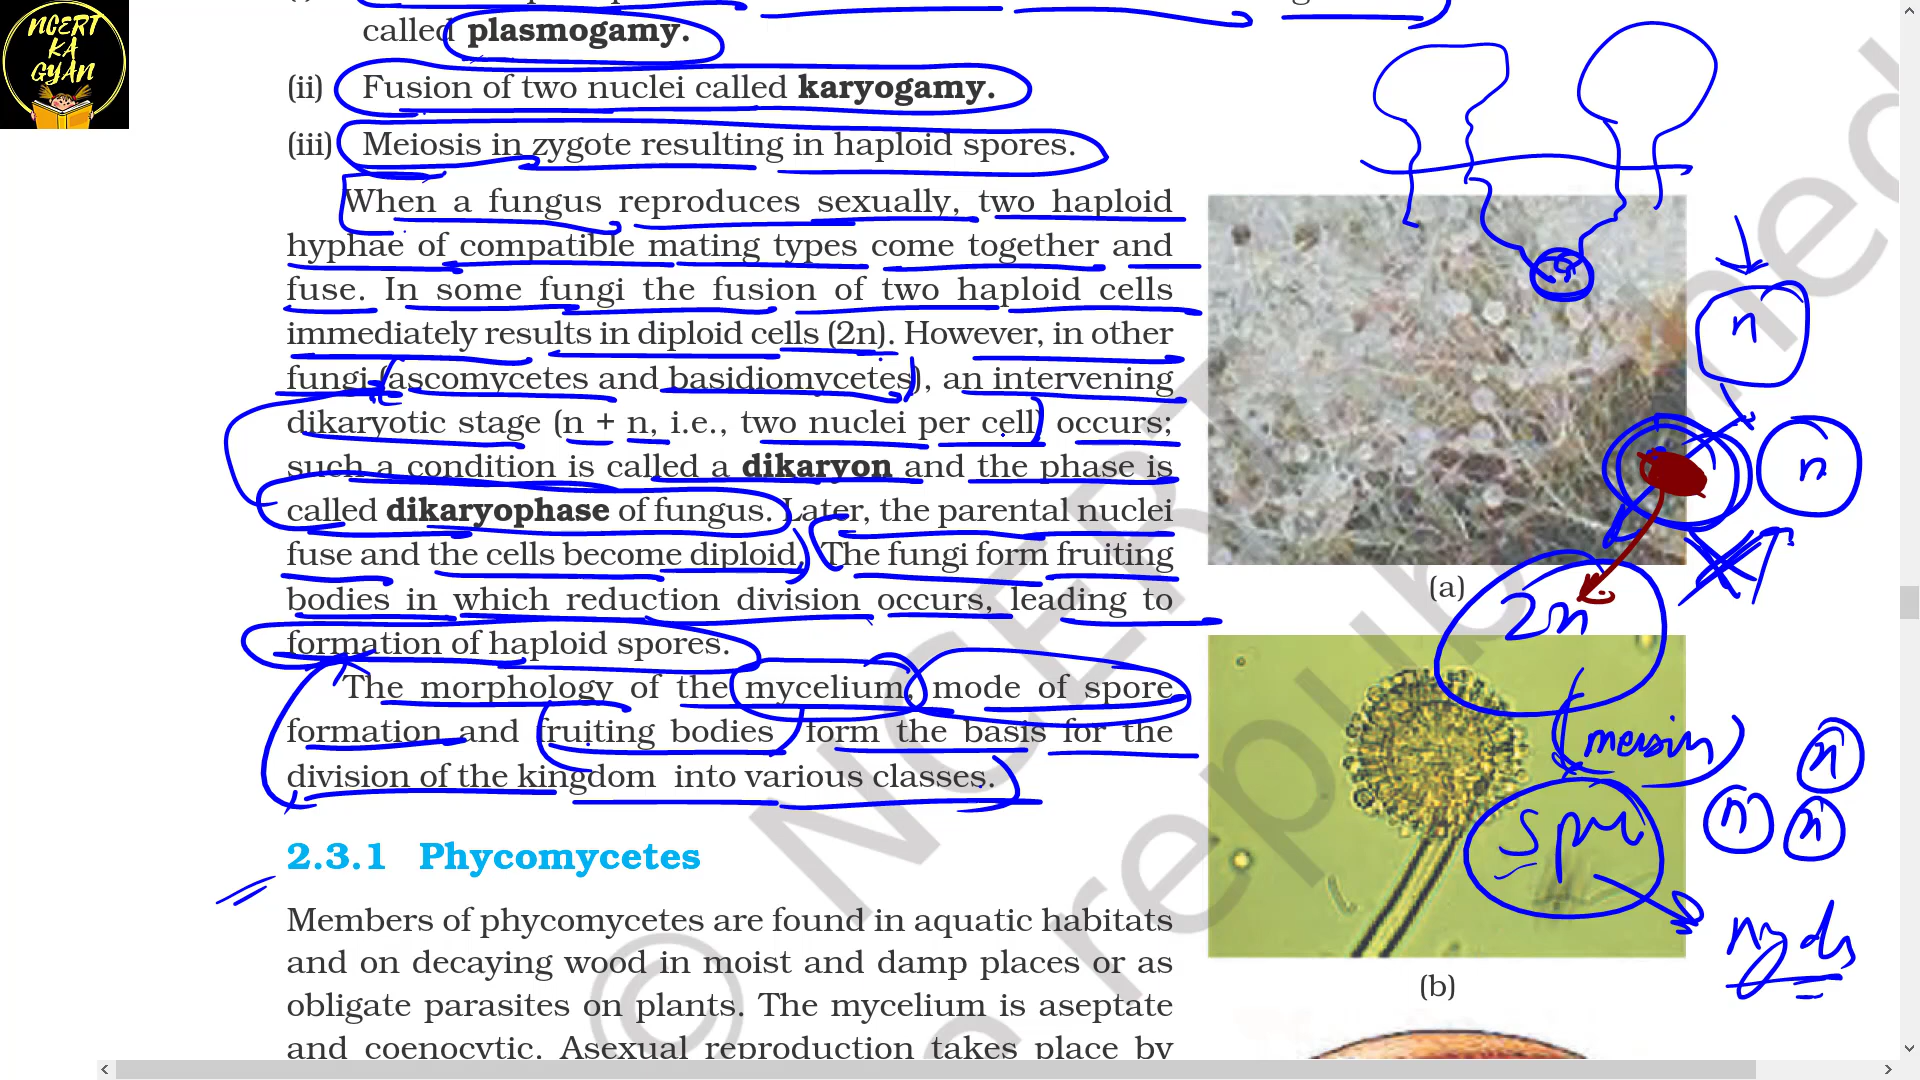 NCERT
KA
GYAN
called plasmogamy.
(ii) Fusion of two nuclei called karyogamy.
(iii) Meiosis in zygote resulting in haploid spores.
When a fungus reproduces sexually, two haploid
hyphae of compatible mating types come together and
fuse. In some fungi the fusion of two haploid cells
immediately results in diploid cells (2n). However, in other
fungi (ascomycetes and basidiomycetes), an intervening
dikaryotic stage (n + n, i.e., two nuclei per cell) occurs;
such a condition is called a dikaryon and the phase is
called dikaryophase of fungus. Later, the parental nuclei
fuse and the cells become diploid. The fungi form fruiting
bodies in which reduction division occurs, leading to
formation of haploid spores.
The morphology of the mycelium, mode of spore
formation and fruiting bodies form the basis for the
division of the kingdom into various classes.
2.3.1 Phycomycetes
Members of phycomycetes are found in aquatic habitats
and on decaying wood in moist and damp places or as
obligate parasites on plants. The mycelium is aseptate
and coenocytic. Asexual reproduction takes place by
n
n
(a)
2n
n
n
n
(b)
© NCERT
republished